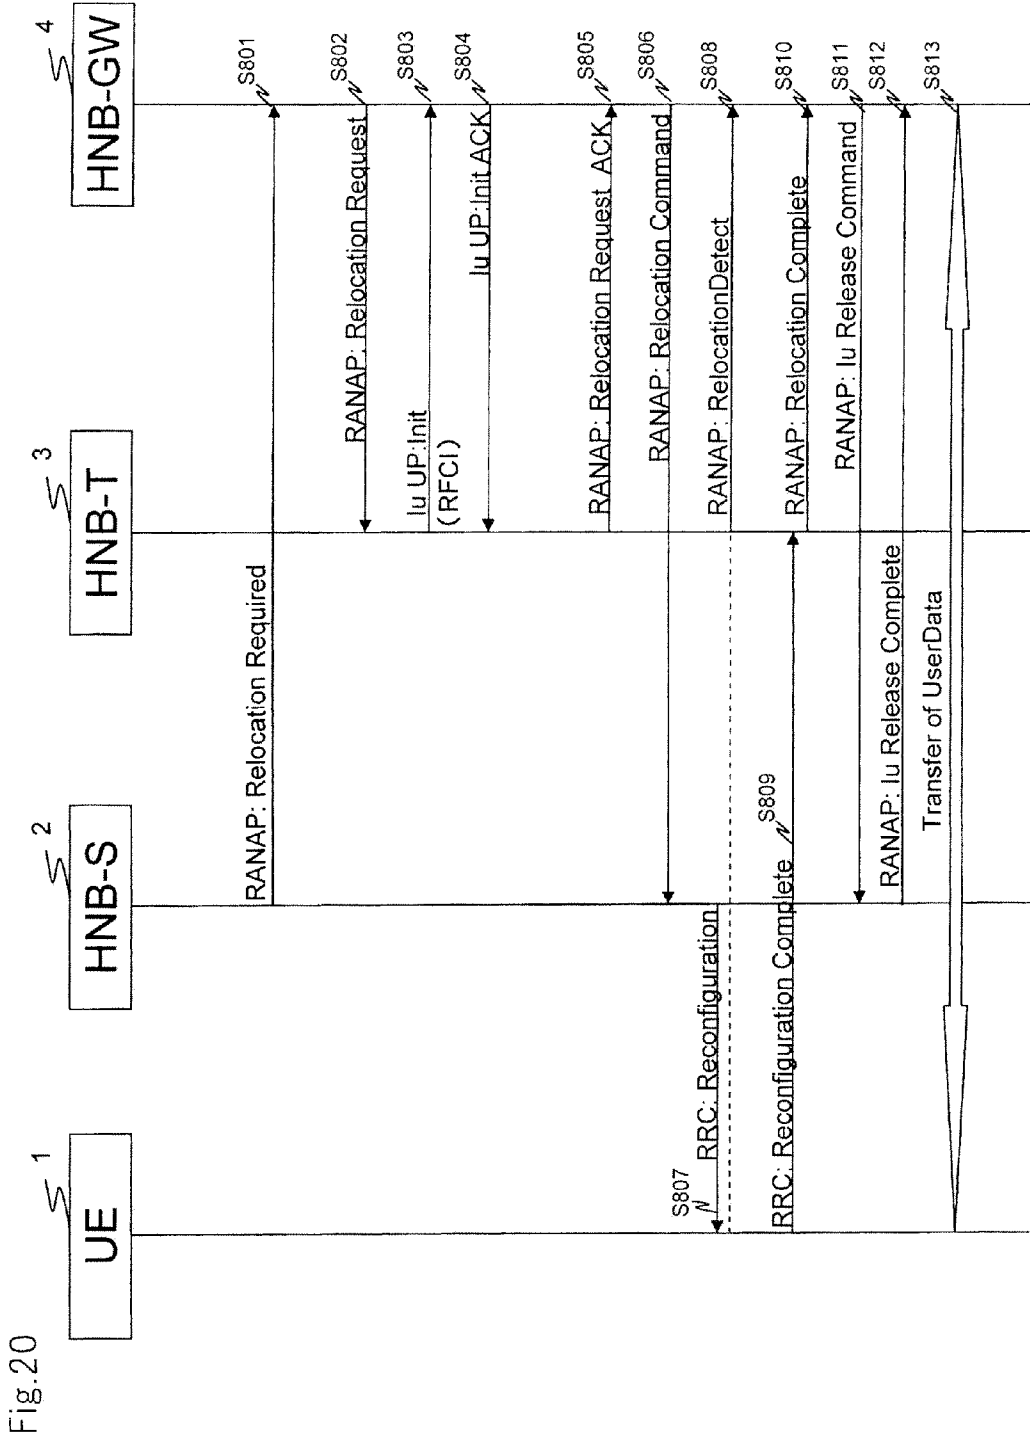 Fig.20
1
2
3
4
UE
HNB-S
HNB-T
HNB-GW
RANAP: Relocation Required
S801
RANAP: Relocation Request
S802
Iu UP:Init
(RFCI)
S803
Iu UP:Init ACK
S804
RANAP: Relocation Request ACK
S805
RANAP: Relocation Command
S806
S807
RRC: Reconfiguration
RANAP: RelocationDetect
S808
RRC: Reconfiguration Complete
S809
RANAP: Relocation Complete
S810
RANAP: Iu Release Command
S811
RANAP: Iu Release Complete
S812
Transfer of UserData
S813